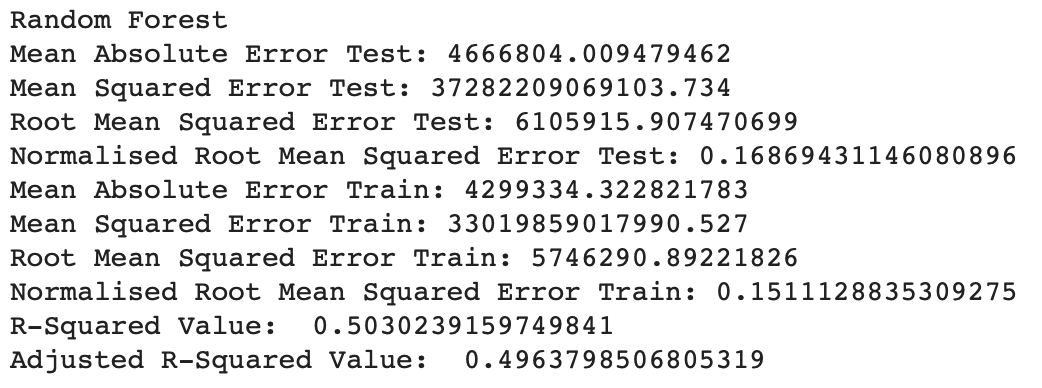 Random Forest
Mean Absolute Error Test: 4666804.009479462
Mean Squared Error Test: 37282209069103.734
Root Mean Squared Error Test: 6105915.907470699
Normalised Root Mean Squared Error Test: 0.16869431146080896
Mean Absolute Error Train: 4299334.322821783
Mean Squared Error Train: 33019859017990.527
Root Mean Squared Error Train: 5746290.89221826
Normalised Root Mean Squared Error Train: 0.1511128835309275
R-Squared Value:  0.5030239159749841
Adjusted R-Squared Value:  0.4963798506805319